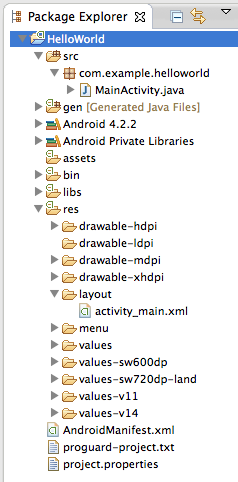 Package Explorer
HelloWorld
src
com.example.helloworld
MainActivity.java
gen [Generated Java Files]
Android 4.2.2
Android Private Libraries
assets
bin
libs
res
drawable-hdpi
drawable-ldpi
drawable-mdpi
drawable-xhdpi
layout
activity_main.xml
menu
values
values-sw600dp
values-sw720dp-land
values-v11
values-v14
AndroidManifest.xml
proguard-project.txt
project.properties